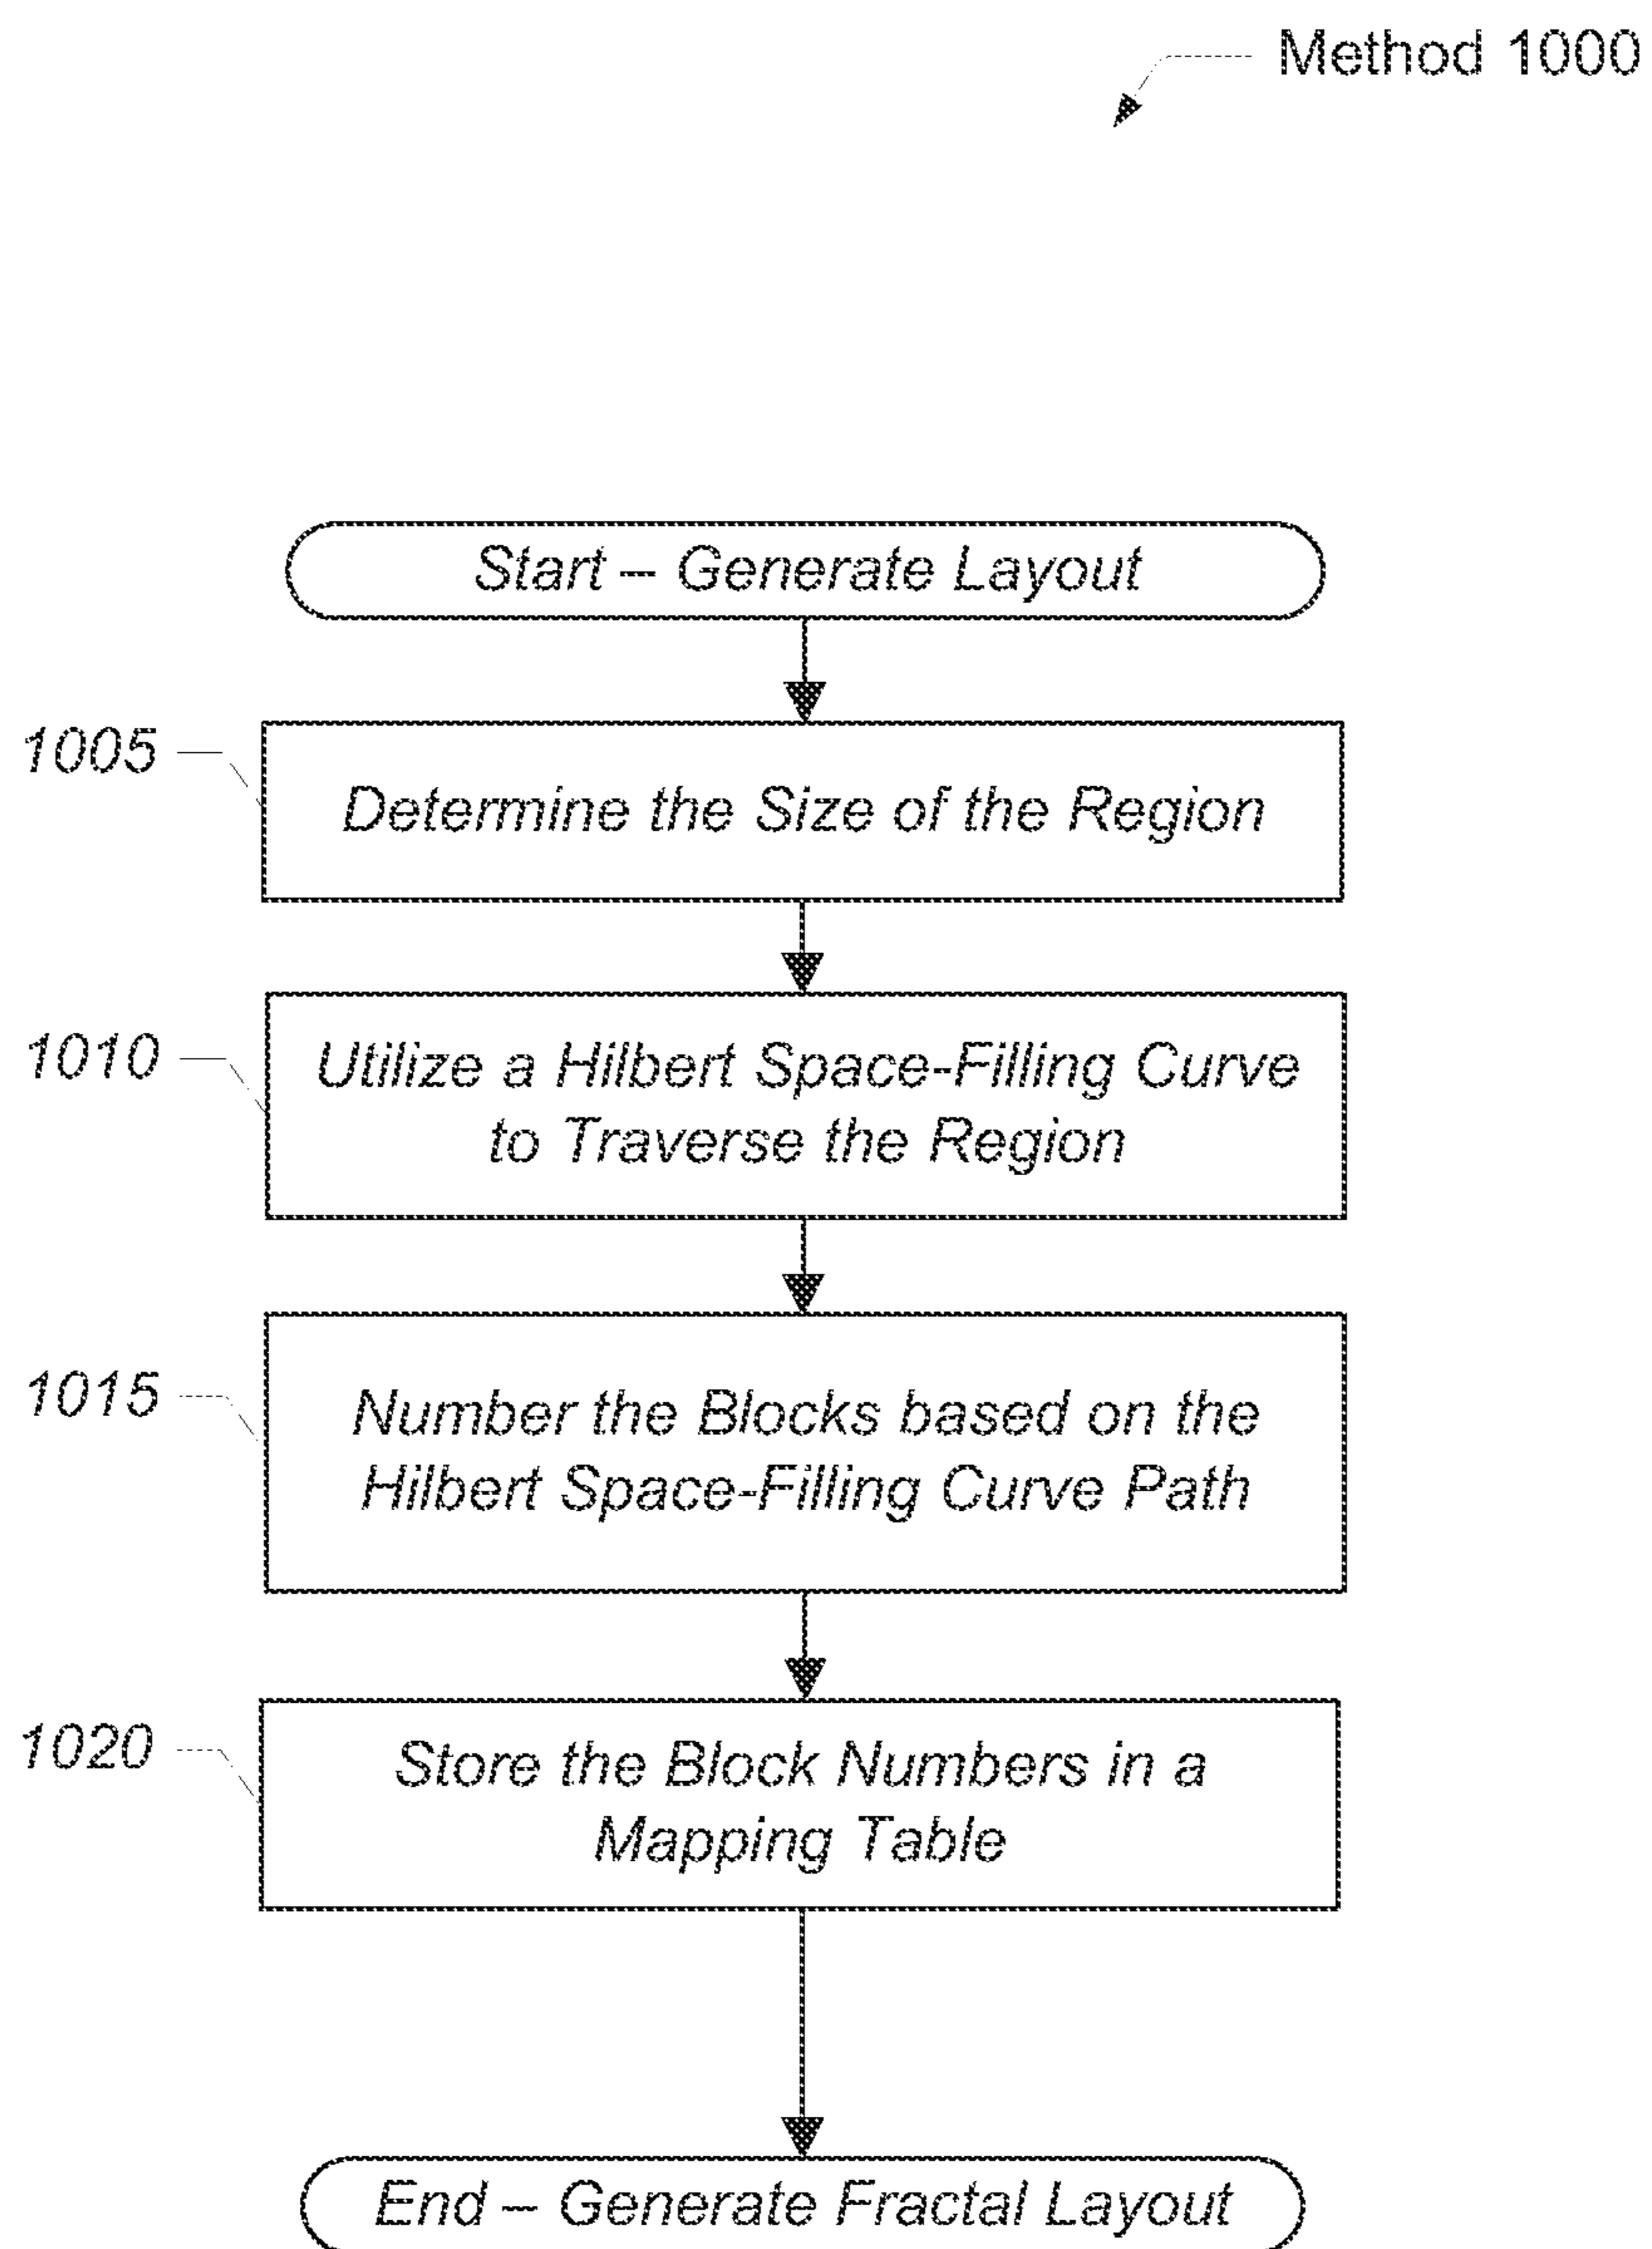 Method 1000
Start – Generate Layout
1005
Determine the Size of the Region
1010
Utilize a Hilbert Space-Filling Curve
to Traverse the Region
1015
Number the Blocks based on the
Hilbert Space-Filling Curve Path
1020
Store the Block Numbers in a
Mapping Table
End – Generate Fractal Layout